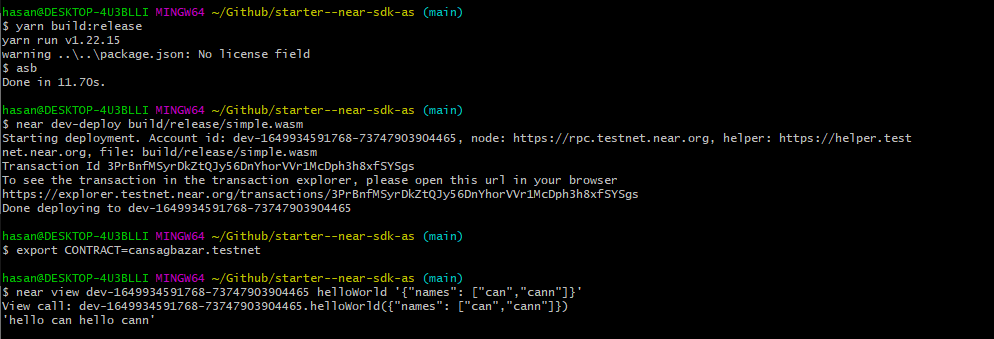 hasan@DESKTOP-4U3BLLI MINGW64 ~/Github/starter--near-sdk-as (main)
$ yarn build:release
yarn run v1.22.15
warning ..\..\package.json: No license field
$ asb
Done in 11.70s.
hasan@DESKTOP-4U3BLLI MINGW64 ~/Github/starter--near-sdk-as (main)
$ near dev-deploy build/release/simple.wasm
Starting deployment. Account id: dev-1649934591768-73747903904465, node: https://rpc.testnet.near.org, helper: https://helper.test
net.near.org, file: build/release/simple.wasm
Transaction Id 3PrBnfMSyrDkZtQJy56DnYhorVVr1McDph3h8xfSYSgs
To see the transaction in the transaction explorer, please open this url in your browser
https://explorer.testnet.near.org/transactions/3PrBnfMSyrDkZtQJy56DnYhorVVr1McDph3h8xfSYSgs
Done deploying to dev-1649934591768-73747903904465
hasan@DESKTOP-4U3BLLI MINGW64 ~/Github/starter--near-sdk-as (main)
$ export CONTRACT=cansagbazar.testnet
hasan@DESKTOP-4U3BLLI MINGW64 ~/Github/starter--near-sdk-as (main)
$ near view dev-1649934591768-73747903904465 helloWorld '{"names": ["can","cann"]}'
View call: dev-1649934591768-73747903904465.helloWorld({"names": ["can","cann"]})
'hello can hello cann'